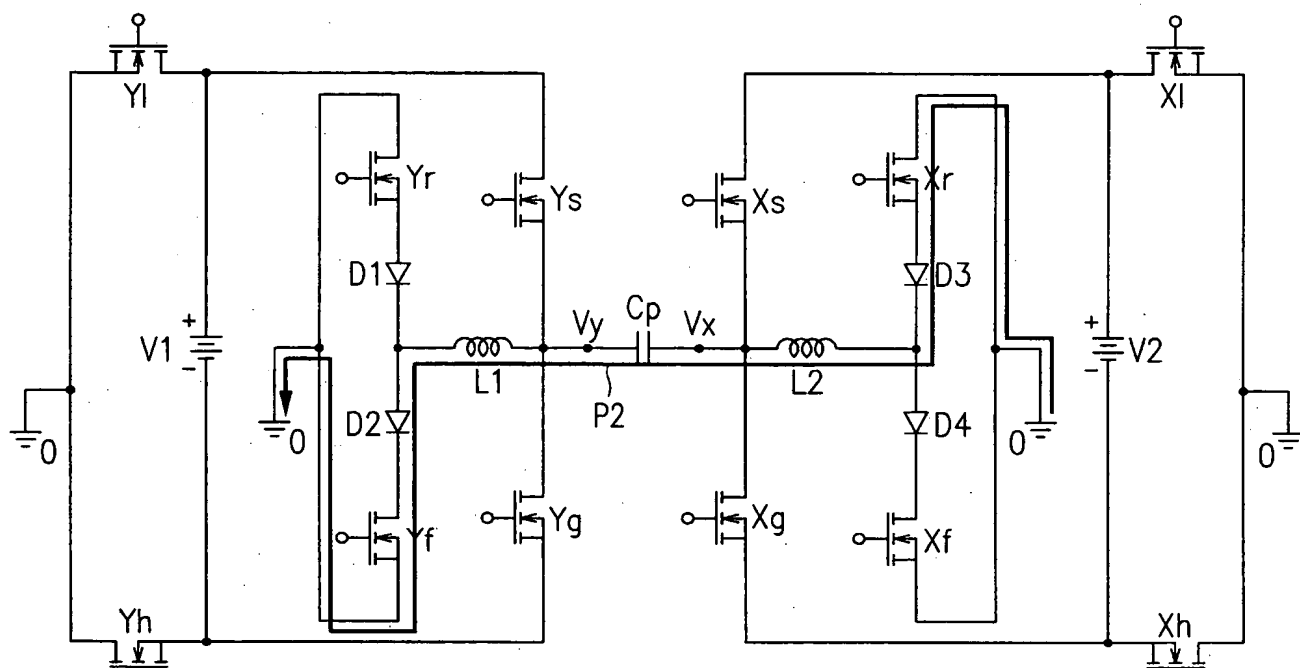 Yl
Xl
Yr
Ys
Xs
Xr
D1
D3
+
V1
-
Vy
Cp
Vx
+
V2
-
L1
L2
P2
0
0
D2
D4
0
0
Yf
Yg
Xg
Xf
Yh
Xh